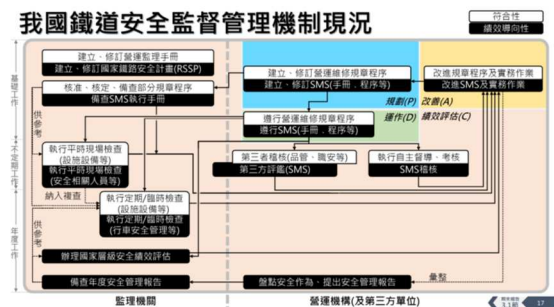 我國鐵道安全監督管理機制現況
符合性
績效導向性
基礎工作
不定期工作
年度工作
建立、修訂營運監理手冊
建立、修訂國家鐵路安全計畫(RSSP)
核准、核定、備查部分規章程序
備查SMS執行手冊
供參考
執行平時現場檢查
(設施設備等)
執行平時現場檢查
(安全相關人員等)
納入複查
執行定期/臨時檢查
(設施設備等)
執行定期/臨時檢查
(行車安全管理等)
供參考
辦理國家層級安全績效評估
備查年度安全管理報告
建立、修訂營運維修規章程序
建立、修訂SMS(手冊．程序等)
規劃(P)
改善(A)
改進規章程序及實務作業
改進SMS及實務作業
遵行營運維修規章程序
遵行SMS(手冊．程序等)
運作(D)
績效評估(C)
第三者稽核(品管、職安等)
第三方評鑑(SMS)
執行自主督導、考核
SMS稽核
盤點安全作為、提出安全管理報告
彙整
監理機關
營運機構(及第三方單位)
期末報告
3.1節
17